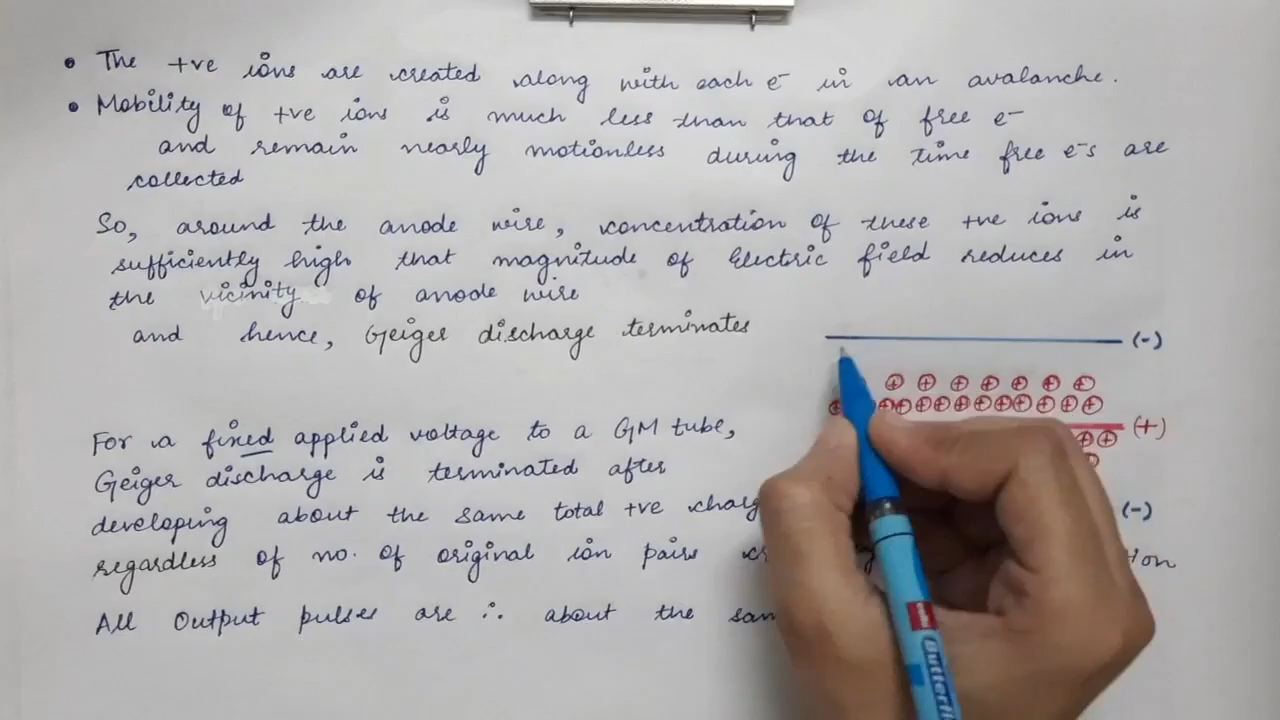 • The +ve ions are created along with each e⁻ in an avalanche.
• Mobility of +ve ions is much less than that of free e⁻
and remain nearly motionless during the time free e⁻s are
collected
So, around the anode wire, concentration of these +ve ions is
sufficiently high that magnitude of Electric field reduces in
the vicinity of anode wire
and hence, Geiger discharge terminates
(-)
(+)
For a fixed applied voltage to a GM tube,
Geiger discharge is terminated after
developing about the same total +ve
(-)
regardless of no. of original ion pairs
All Output pulses are ∴ about the
Butterfl